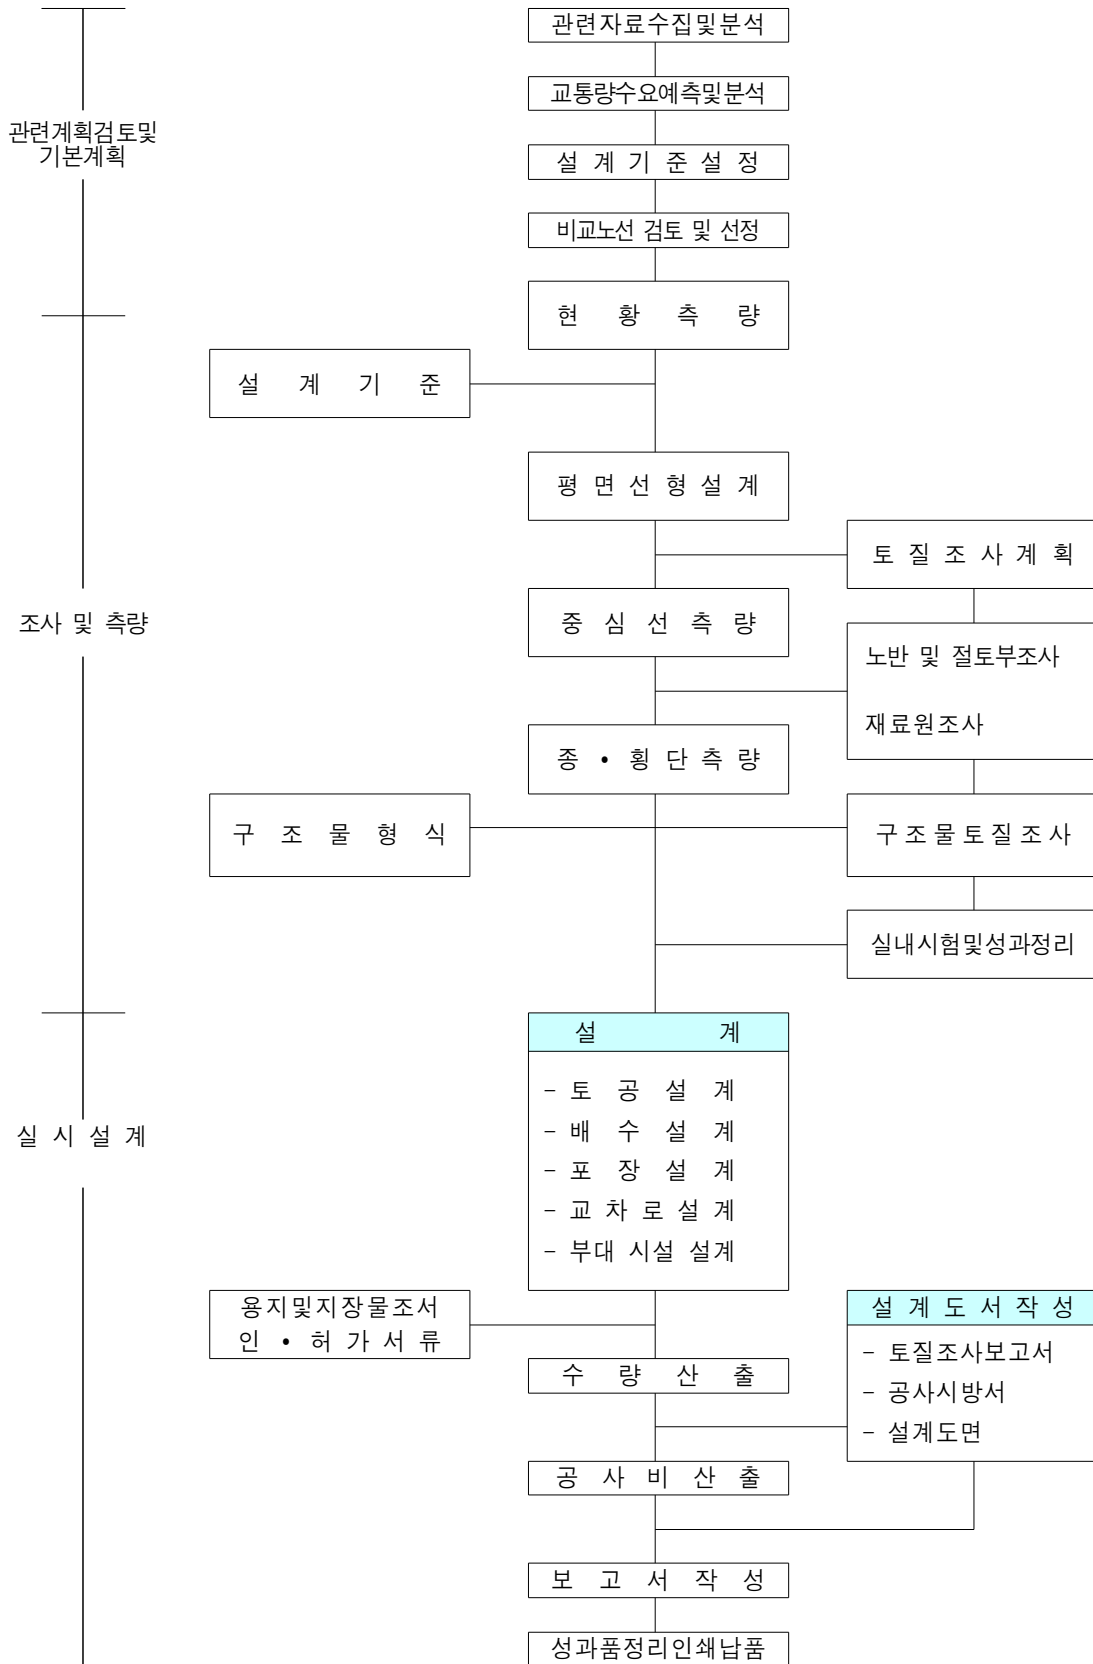 관련자료수집및분석
교통량수요예측및분석
관련계획검토및
기본계획
설 계 기 준 설 정
비교노선 검토 및 선정
현 황 측 량
설 계 기 준
평 면 선 형 설 계
토 질 조 사 계 획
조사 및 측량
중 심 선 측 량
노반 및 절토부조사
재료원조사
종 • 횡 단 측 량
구 조 물 형 식
구 조 물 토 질 조 사
실내시험및성과정리
설 계
- 토 공 설 계
- 배 수 설 계
- 포 장 설 계
- 교 차 로 설 계
- 부대 시설 설계
실 시 설 계
용지및지장물조서
인 • 허 가 서 류
설 계 도 서 작 성
- 토질조사보고서
- 공사시방서
- 설계도면
수 량 산 출
공 사 비 산 출
보 고 서 작 성
성과품정리인쇄납품